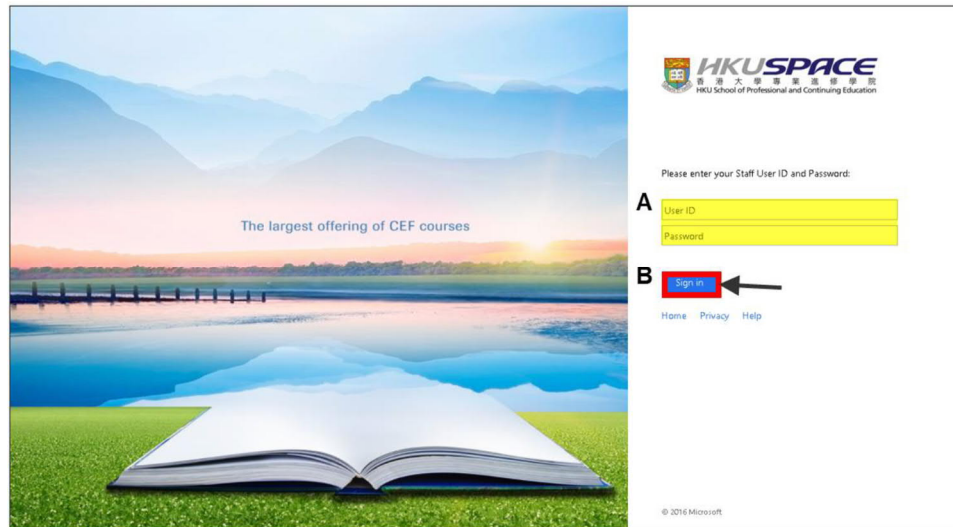 HKUSPACE
香港大學專業進修學院
HKU School of Professional and Continuing Education
Please enter your Staff User ID and Password:
A
User ID
Password
The largest offering of CEF courses
B
Sign in
Home Privacy Help
© 2016 Microsoft